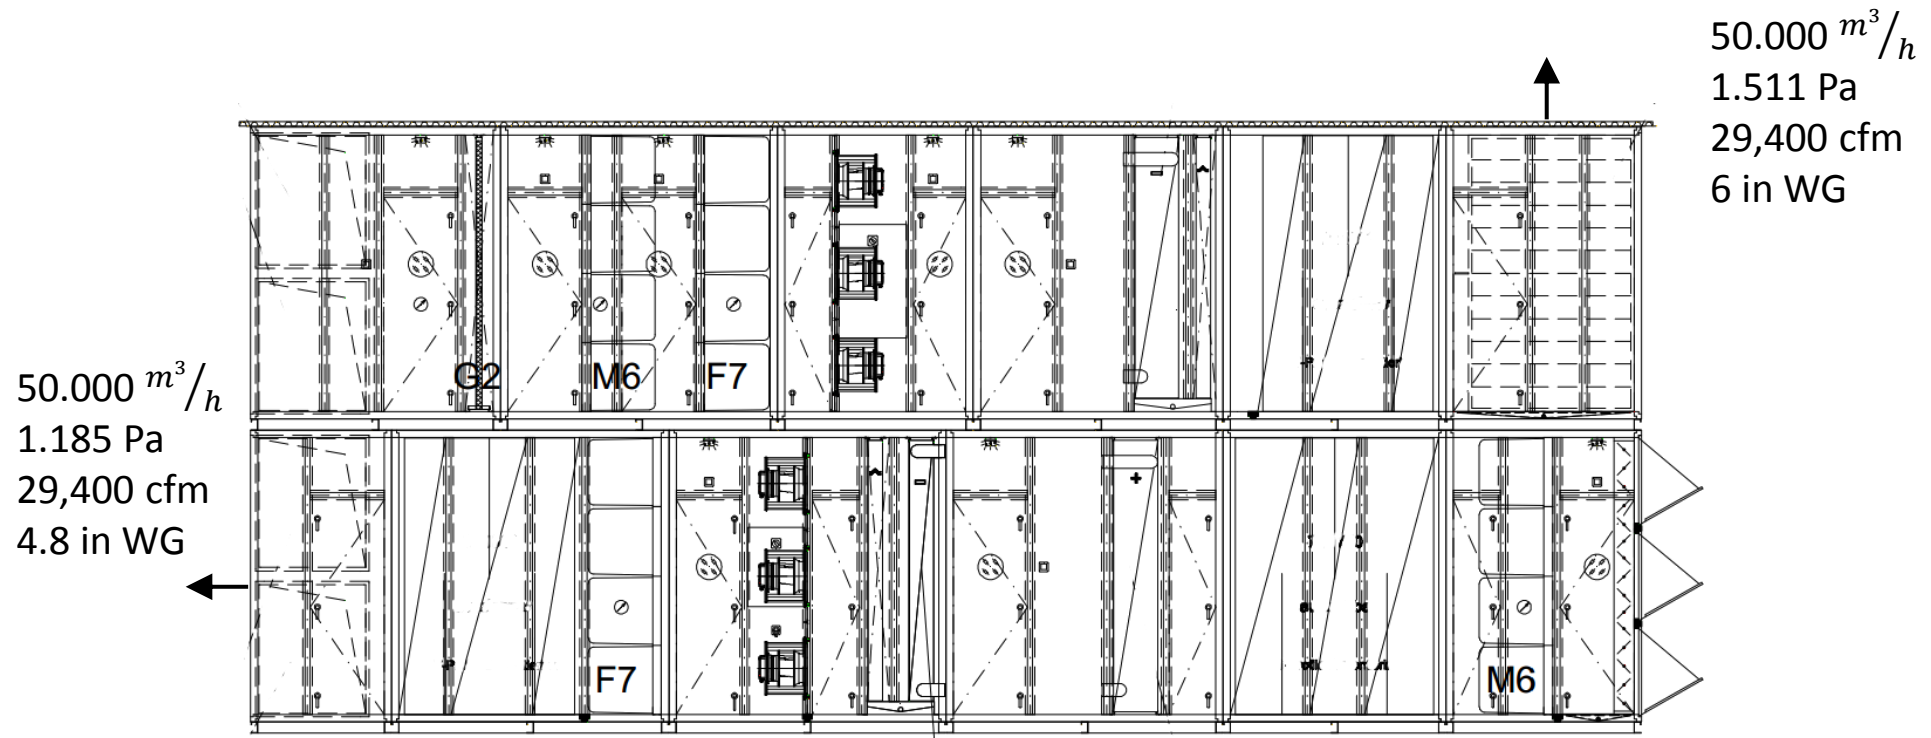 50.000 m³/h
1.511 Pa
29,400 cfm
6 in WG
G2 M6 F7
50.000 m³/h
1.185 Pa
29,400 cfm
4.8 in WG
F7 M6